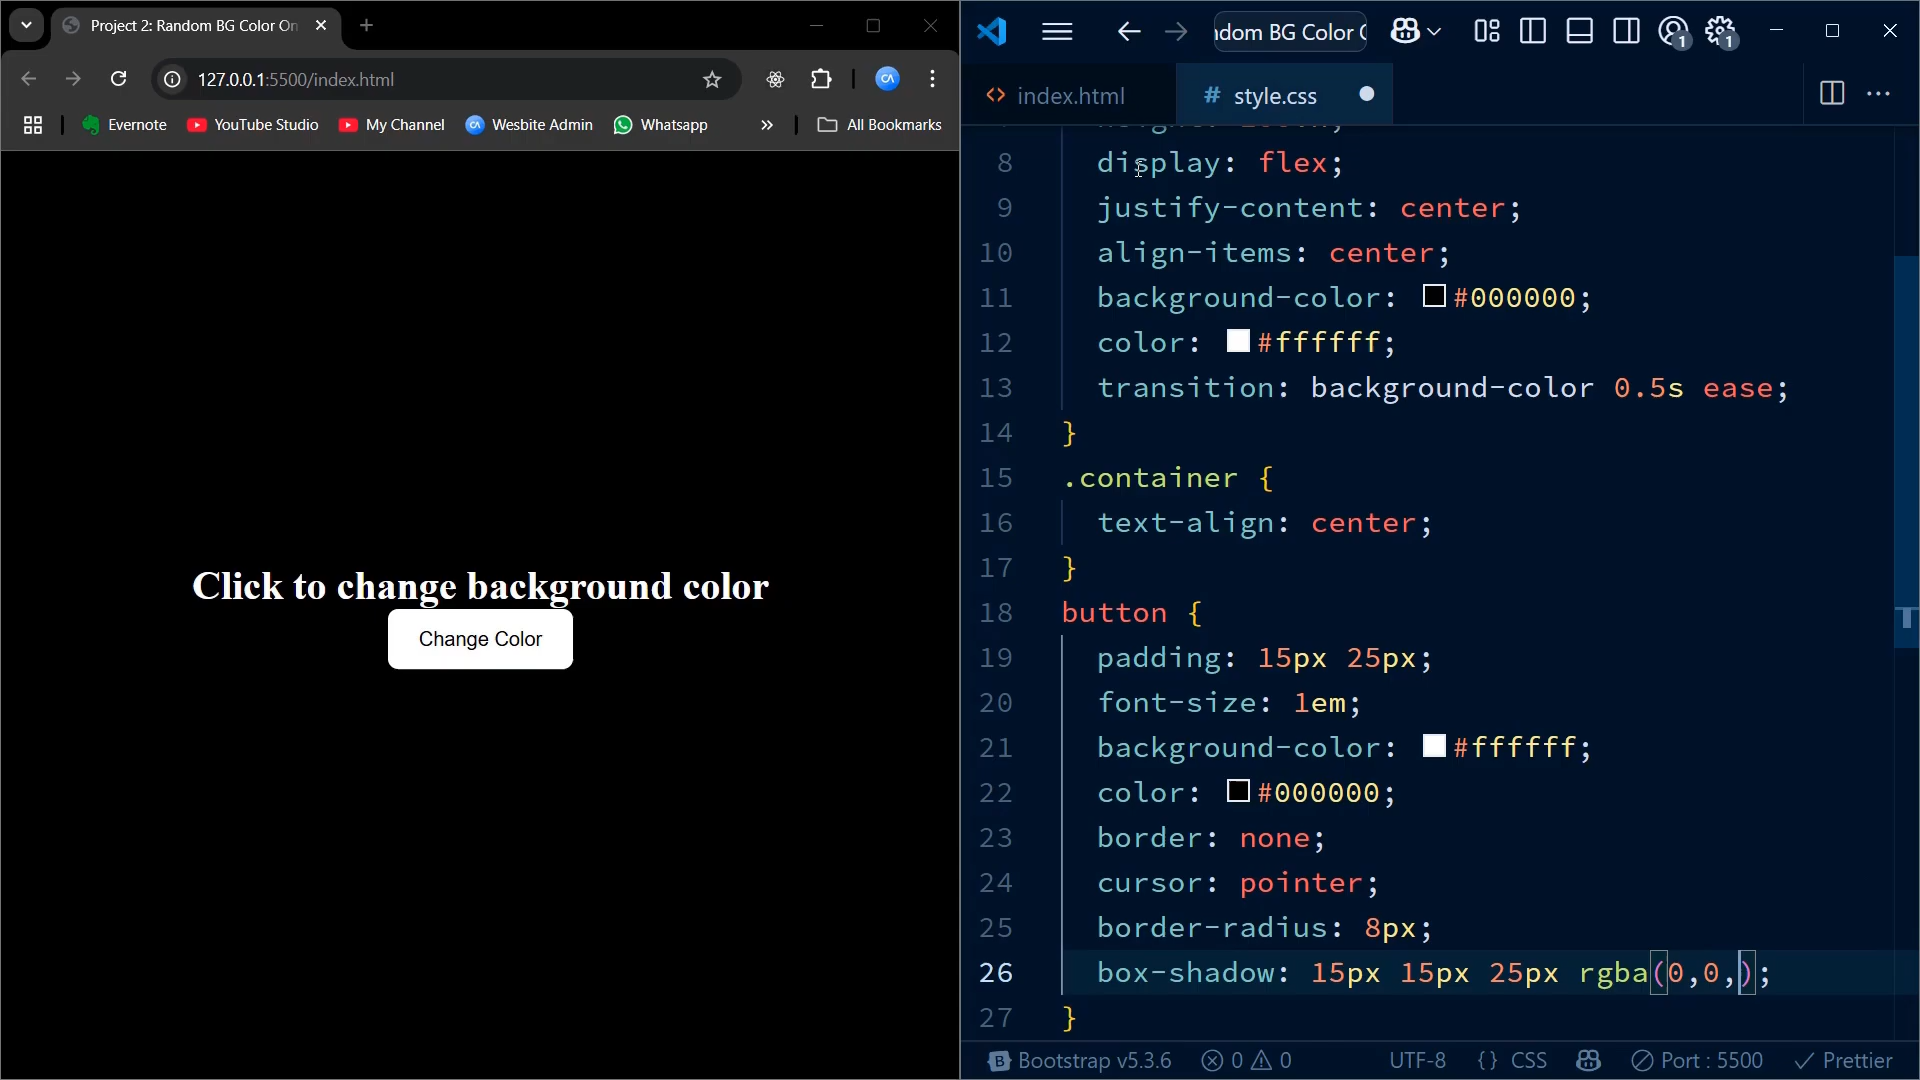 Project 2: Random BG Color On
127.0.0.1:5500/index.html
Evernote
YouTube Studio
My Channel
Wesbite Admin
Whatsapp
»
All Bookmarks
Click to change background color
Change Color
ndom BG Color
1
1
index.html
# style.css
8 display: flex;
9 justify-content: center;
10 align-items: center;
11 background-color: #000000;
12 color: #ffffff;
13 transition: background-color 0.5s ease;
14 }
15 .container {
16 text-align: center;
17 }
18 button {
19 padding: 15px 25px;
20 font-size: 1em;
21 background-color: #ffffff;
22 color: #000000;
23 border: none;
24 cursor: pointer;
25 border-radius: 8px;
26 box-shadow: 15px 15px 25px rgba(0,0,);
27 }
Bootstrap v5.3.6
0
0
UTF-8
{} CSS
Port : 5500
Prettier